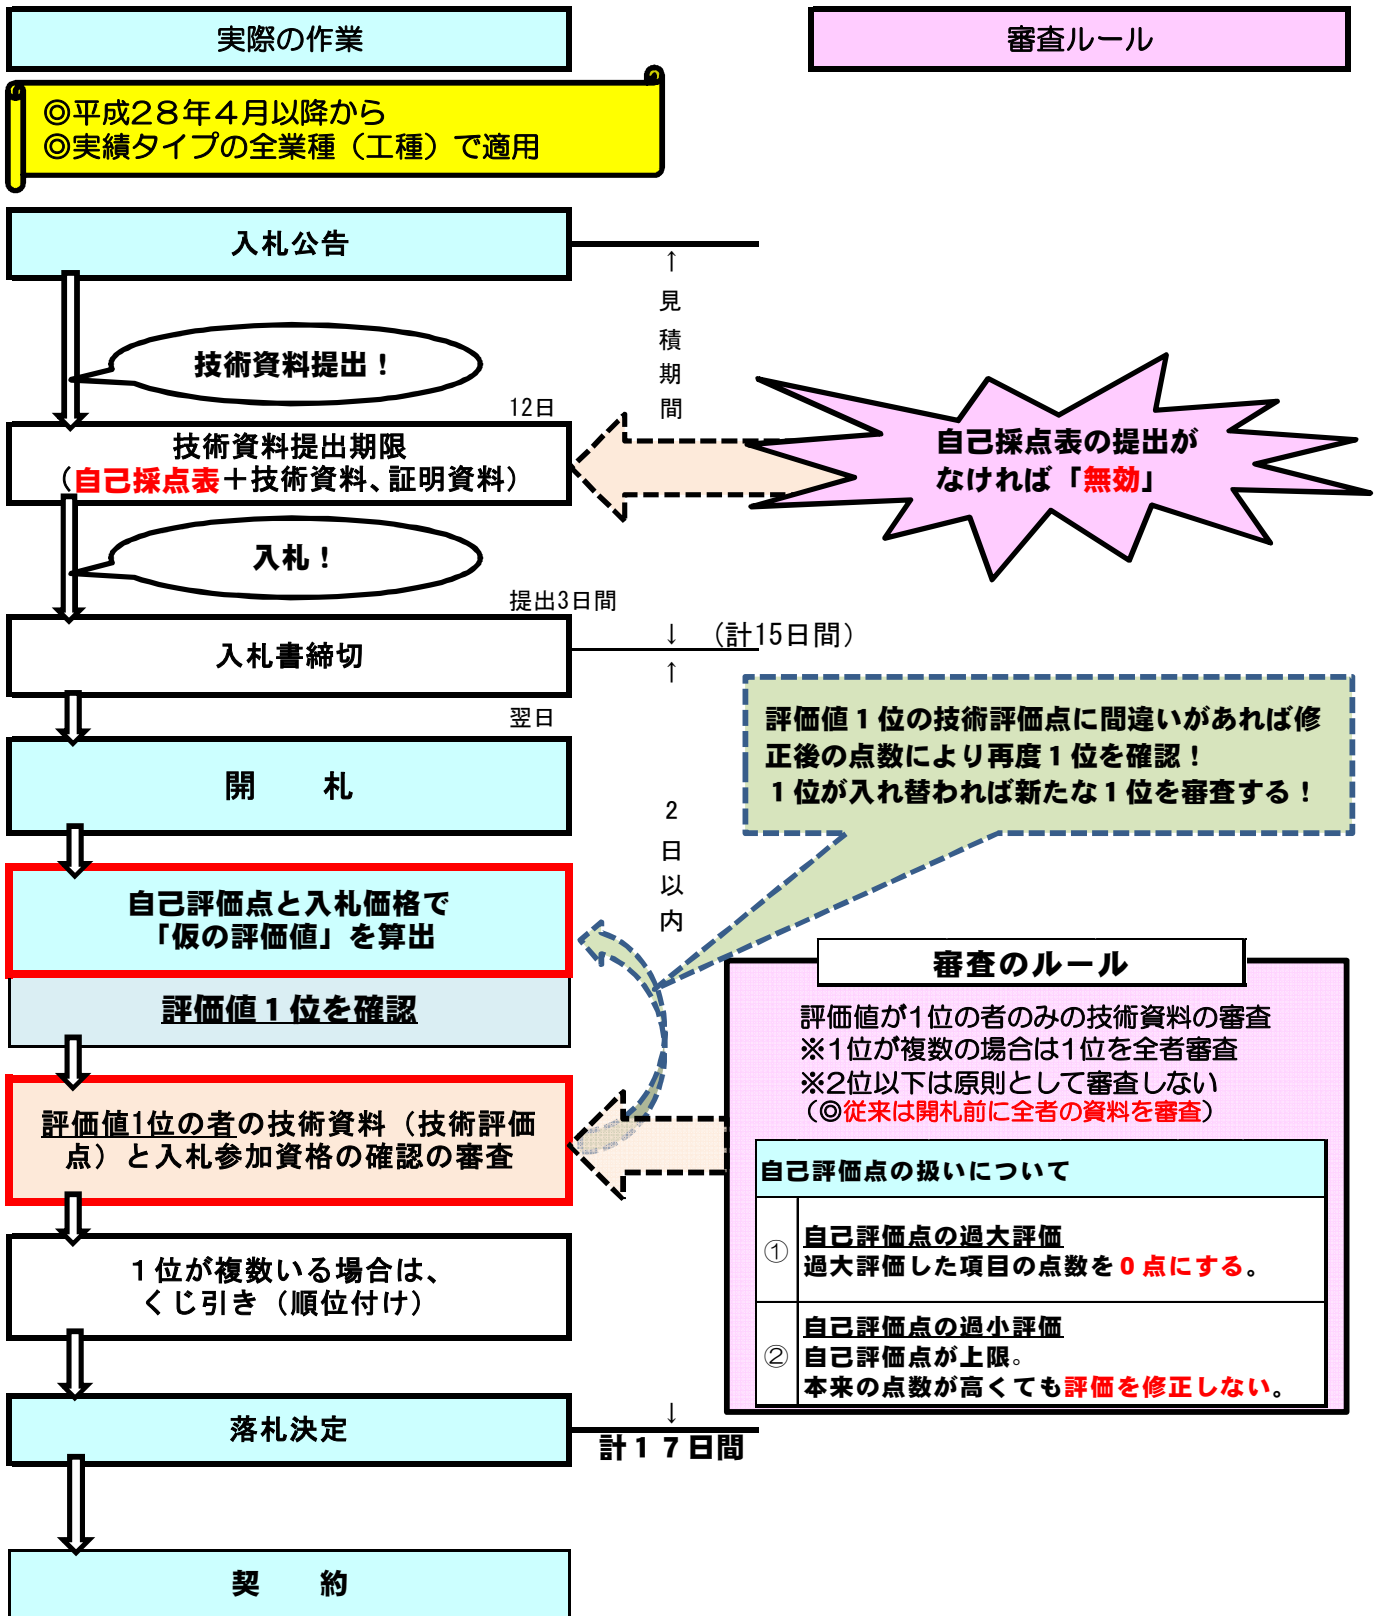 実際の作業
審査ルール
◎平成28年4月以降から
◎実績タイプの全業種（工種）で適用
入札公告
↑
見
積
期
間
技術資料提出！
12日
技術資料提出期限
（自己採点表＋技術資料、証明資料）
自己採点表の提出が
なければ「無効」
入札！
提出3日間
入札書締切
↓
（計15日間）
↑
翌日
評価値１位の技術評価点に間違いがあれば修
正後の点数により再度１位を確認！
１位が入れ替われば新たな１位を審査する！
開　　札
2
日
以
内
自己評価点と入札価格で
「仮の評価値」を算出
評価値１位を確認
審査のルール
評価値が1位の者のみの技術資料の審査
※1位が複数の場合は1位を全者審査
※2位以下は原則として審査しない
（◎従来は開札前に全者の資料を審査）
評価値1位の者の技術資料（技術評価
点）と入札参加資格の確認の審査
自己評価点の扱いについて
①
自己評価点の過大評価
過大評価した項目の点数を０点にする。
②
自己評価点の過小評価
自己評価点が上限。
本来の点数が高くても評価を修正しない。
１位が複数いる場合は、
くじ引き（順位付け）
落札決定
↓
計１７日間
契　　約